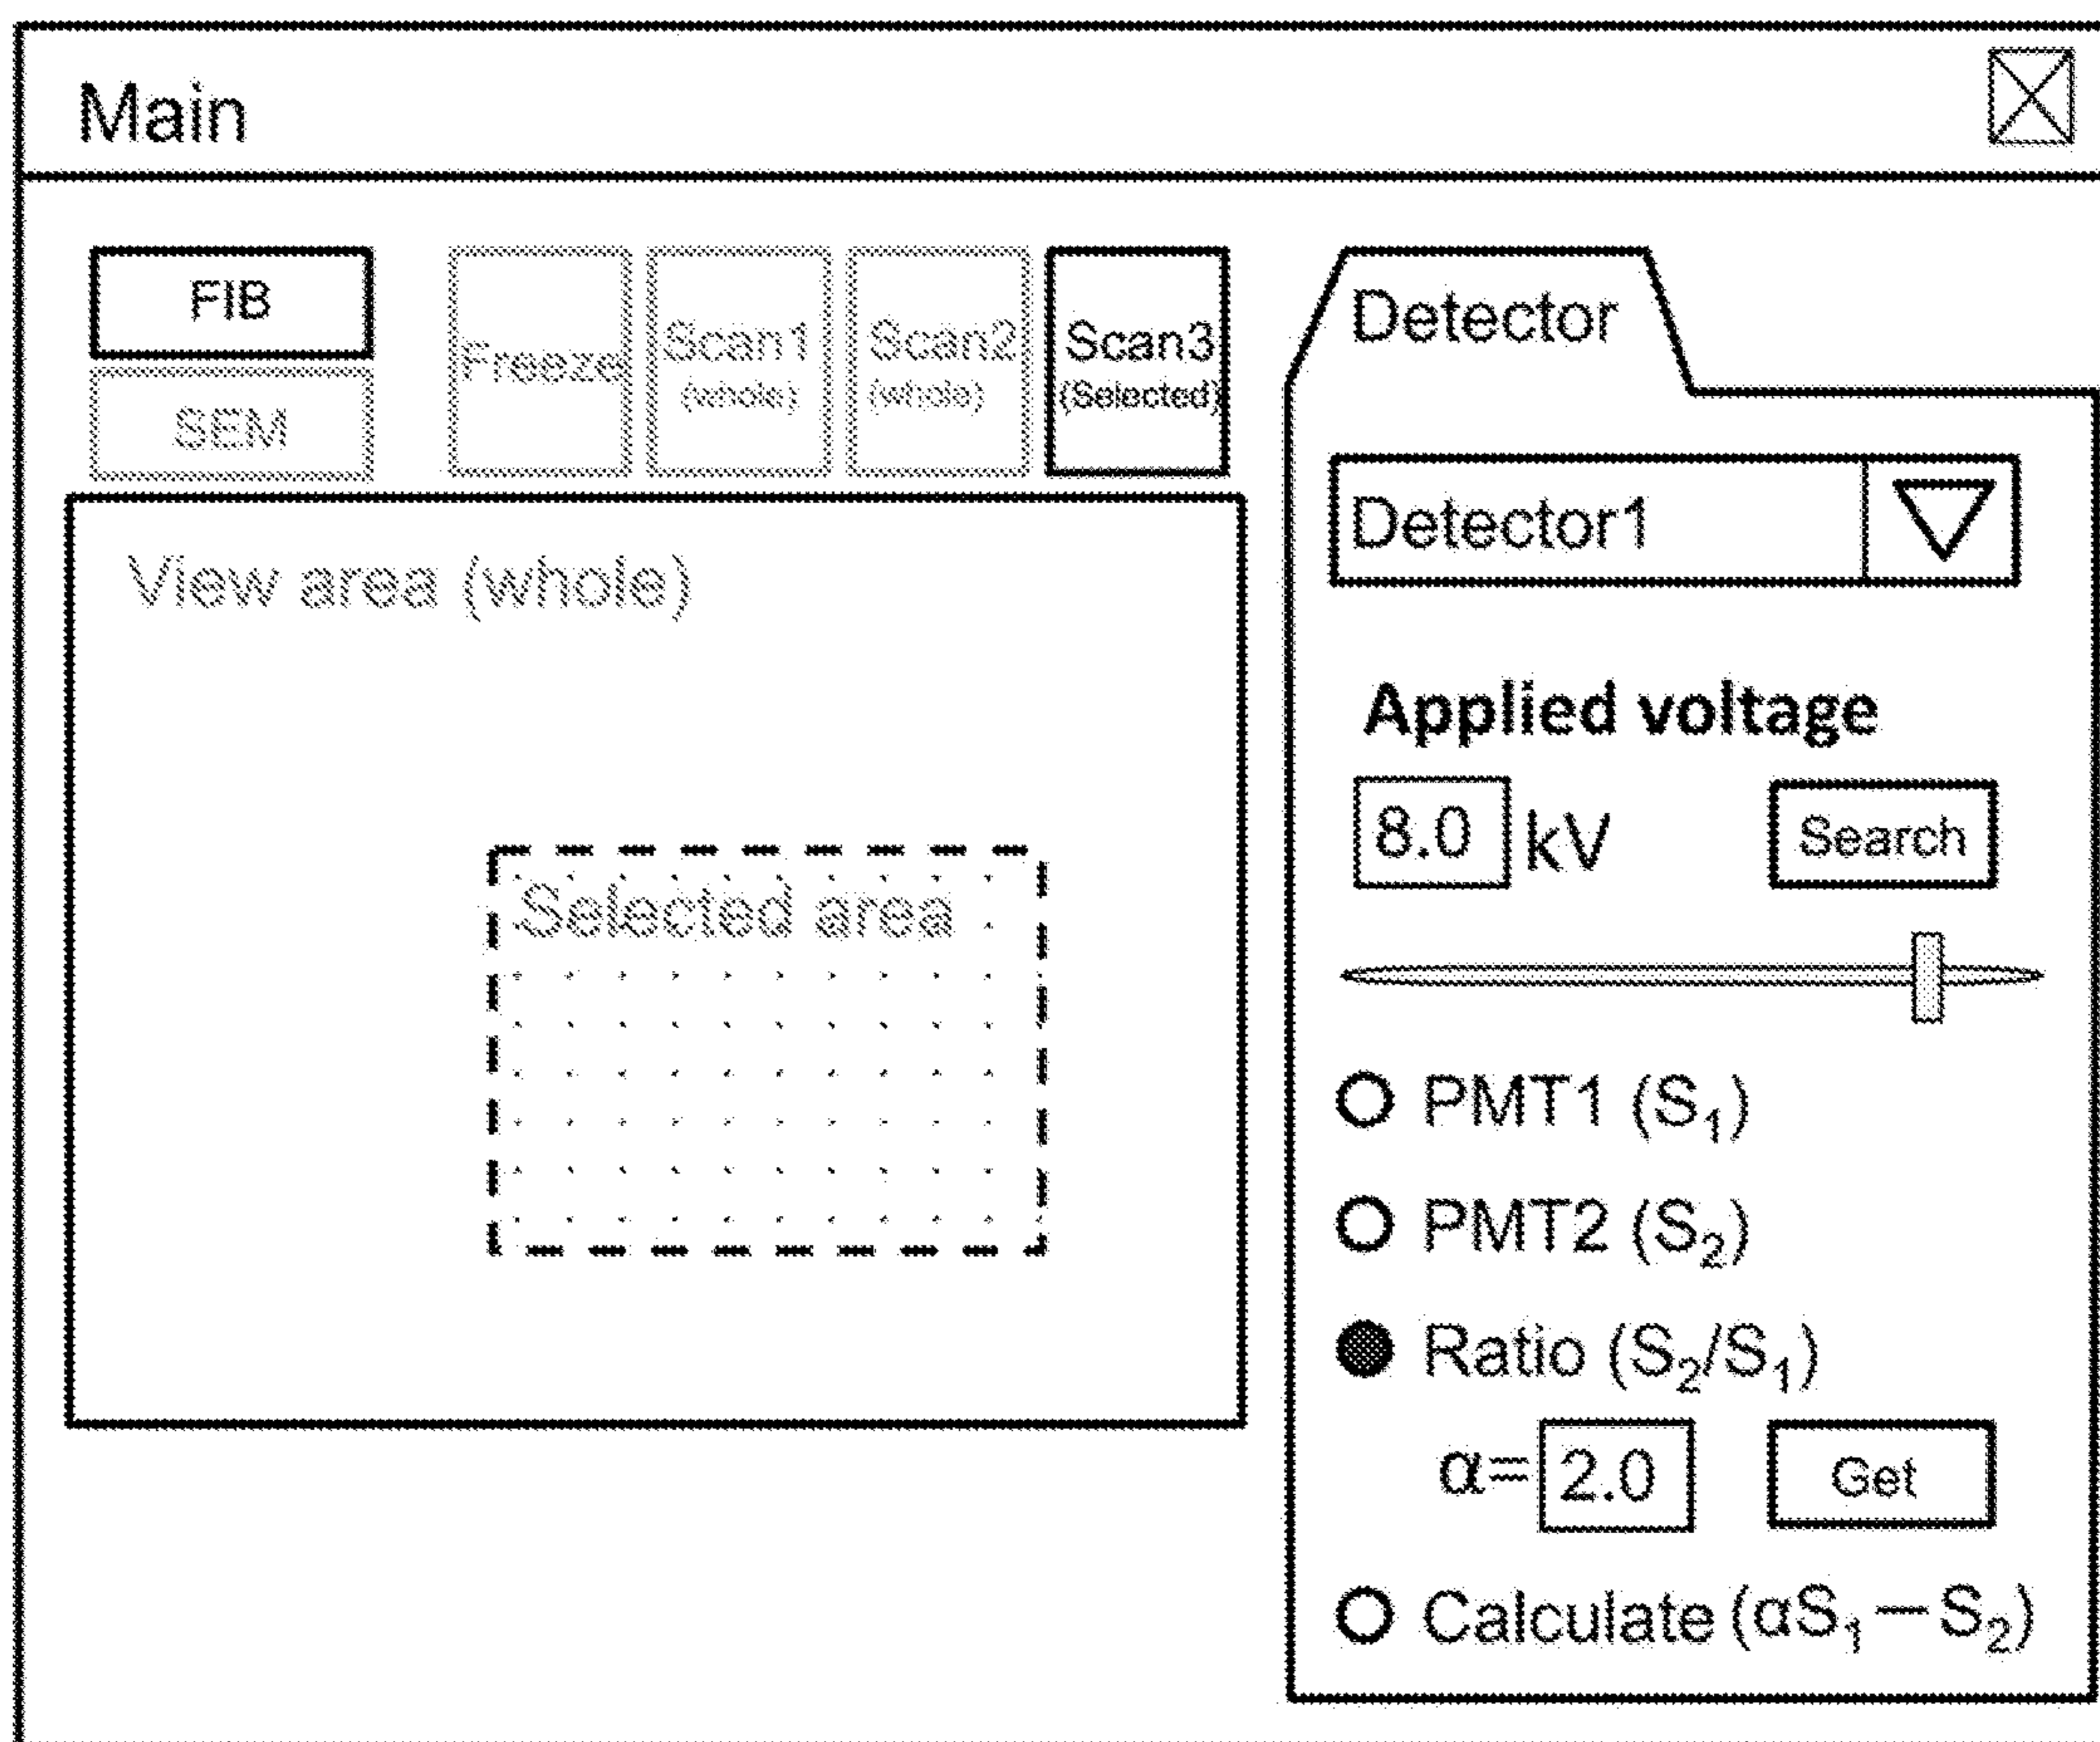 Main
FIB
SEM
Freeze
Scan1
(whole)
Scan2
(whole)
Scan3
(Selected)
View area (whole)
Selected area
Detector
Detector1
Applied voltage
8.0 kV
Search
PMT1 (S₁)
PMT2 (S₂)
Ratio (S₂/S₁)
α= 2.0
Get
Calculate (αS₁－S₂)